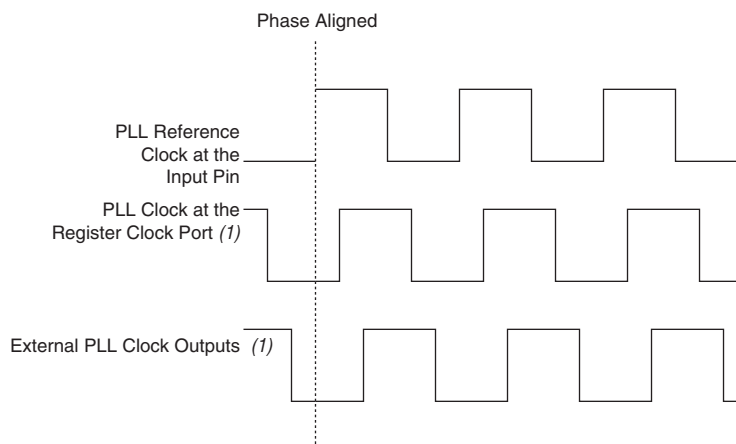 Phase Aligned
PLL Reference
Clock at the
Input Pin
PLL Clock at the
Register Clock Port (1)
External PLL Clock Outputs (1)